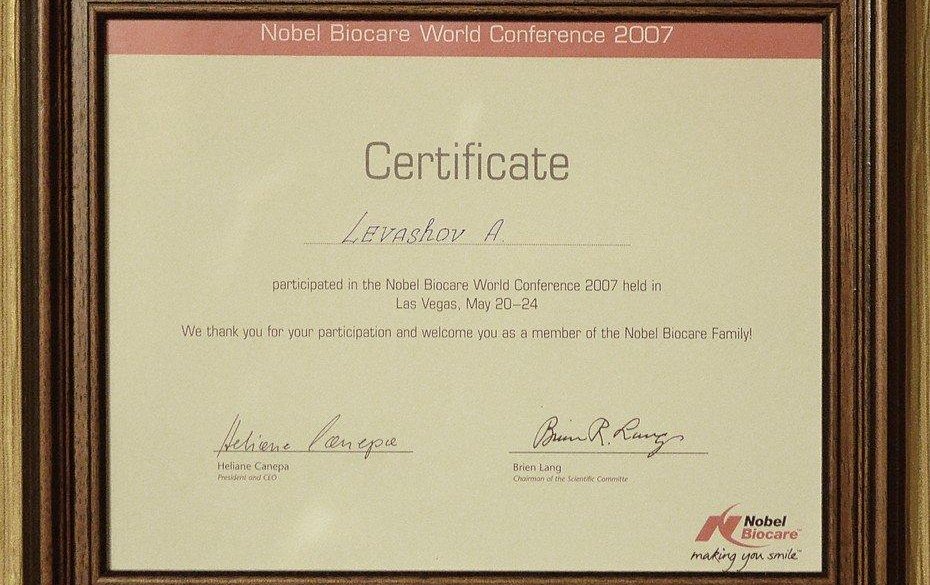 Nobel Biocare World Conference 2007
Certificate
Levashov A.
participated in the Nobel Biocare World Conference 2007 held in
Las Vegas, May 20–24
We thank you for your participation and welcome you as a member of the Nobel Biocare Family!
Heliane Canepa
Brien R. Lang
Heliane Canepa
Brien Lang
President and CEO
Chairman of the Scientific Committe
Nobel
Biocare™
making you smile™